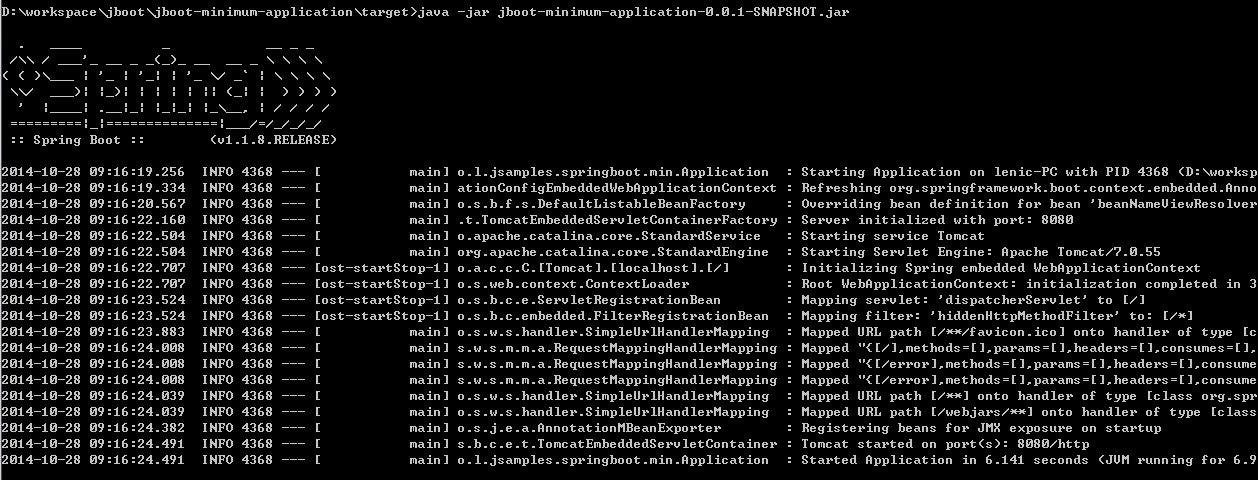 D:\workspace\jboot\jboot-minimum-application\target>java -jar jboot-minimum-application-0.0.1-SNAPSHOT.jar
  .   ____          _            __ _ _
 /\\ / ___'_ __ _ _(_)_ __  __ _ \ \ \ \
( ( )\___ | '_ | '_| | '_ \/ _` | \ \ \ \
 \\/  ___)| |_)| | | | | || (_| |  ) ) ) )
  '  |____| .__|_| |_|_| |_\__, | / / / /
 =========|_|==============|___/=/_/_/_/
 :: Spring Boot ::        (v1.1.8.RELEASE)
2014-10-28 09:16:19.256  INFO 4368 --- [           main] o.l.jsamples.springboot.min.Application  : Starting Application on lenic-PC with PID 4368 (D:\worksp
2014-10-28 09:16:19.334  INFO 4368 --- [           main] ationConfigEmbeddedWebApplicationContext : Refreshing org.springframework.boot.context.embedded.Anno
2014-10-28 09:16:20.567  INFO 4368 --- [           main] o.s.b.f.s.DefaultListableBeanFactory     : Overriding bean definition for bean 'beanNameViewResolver
2014-10-28 09:16:22.160  INFO 4368 --- [           main] .t.TomcatEmbeddedServletContainerFactory : Server initialized with port: 8080
2014-10-28 09:16:22.504  INFO 4368 --- [           main] o.apache.catalina.core.StandardService   : Starting service Tomcat
2014-10-28 09:16:22.504  INFO 4368 --- [           main] org.apache.catalina.core.StandardEngine  : Starting Servlet Engine: Apache Tomcat/7.0.55
2014-10-28 09:16:22.707  INFO 4368 --- [ost-startStop-1] o.a.c.c.C.[Tomcat].[localhost].[/]       : Initializing Spring embedded WebApplicationContext
2014-10-28 09:16:22.707  INFO 4368 --- [ost-startStop-1] o.s.web.context.ContextLoader            : Root WebApplicationContext: initialization completed in 3
2014-10-28 09:16:23.524  INFO 4368 --- [ost-startStop-1] o.s.b.c.e.ServletRegistrationBean        : Mapping servlet: 'dispatcherServlet' to [/]
2014-10-28 09:16:23.524  INFO 4368 --- [ost-startStop-1] o.s.b.c.embedded.FilterRegistrationBean  : Mapping filter: 'hiddenHttpMethodFilter' to: [/*]
2014-10-28 09:16:23.883  INFO 4368 --- [           main] o.s.w.s.handler.SimpleUrlHandlerMapping  : Mapped URL path [/**/favicon.ico] onto handler of type [c
2014-10-28 09:16:24.008  INFO 4368 --- [           main] s.w.s.m.m.a.RequestMappingHandlerMapping : Mapped "{[/],methods=[],params=[],headers=[],consumes=[],
2014-10-28 09:16:24.008  INFO 4368 --- [           main] s.w.s.m.m.a.RequestMappingHandlerMapping : Mapped "{[/error],methods=[],params=[],headers=[],consume
2014-10-28 09:16:24.008  INFO 4368 --- [           main] s.w.s.m.m.a.RequestMappingHandlerMapping : Mapped "{[/error],methods=[],params=[],headers=[],consume
2014-10-28 09:16:24.039  INFO 4368 --- [           main] o.s.w.s.handler.SimpleUrlHandlerMapping  : Mapped URL path [/**] onto handler of type [class org.spr
2014-10-28 09:16:24.039  INFO 4368 --- [           main] o.s.w.s.handler.SimpleUrlHandlerMapping  : Mapped URL path [/webjars/**] onto handler of type [class
2014-10-28 09:16:24.382  INFO 4368 --- [           main] o.s.j.e.a.AnnotationMBeanExporter        : Registering beans for JMX exposure on startup
2014-10-28 09:16:24.491  INFO 4368 --- [           main] s.b.c.e.t.TomcatEmbeddedServletContainer : Tomcat started on port(s): 8080/http
2014-10-28 09:16:24.491  INFO 4368 --- [           main] o.l.jsamples.springboot.min.Application  : Started Application in 6.141 seconds (JVM running for 6.9